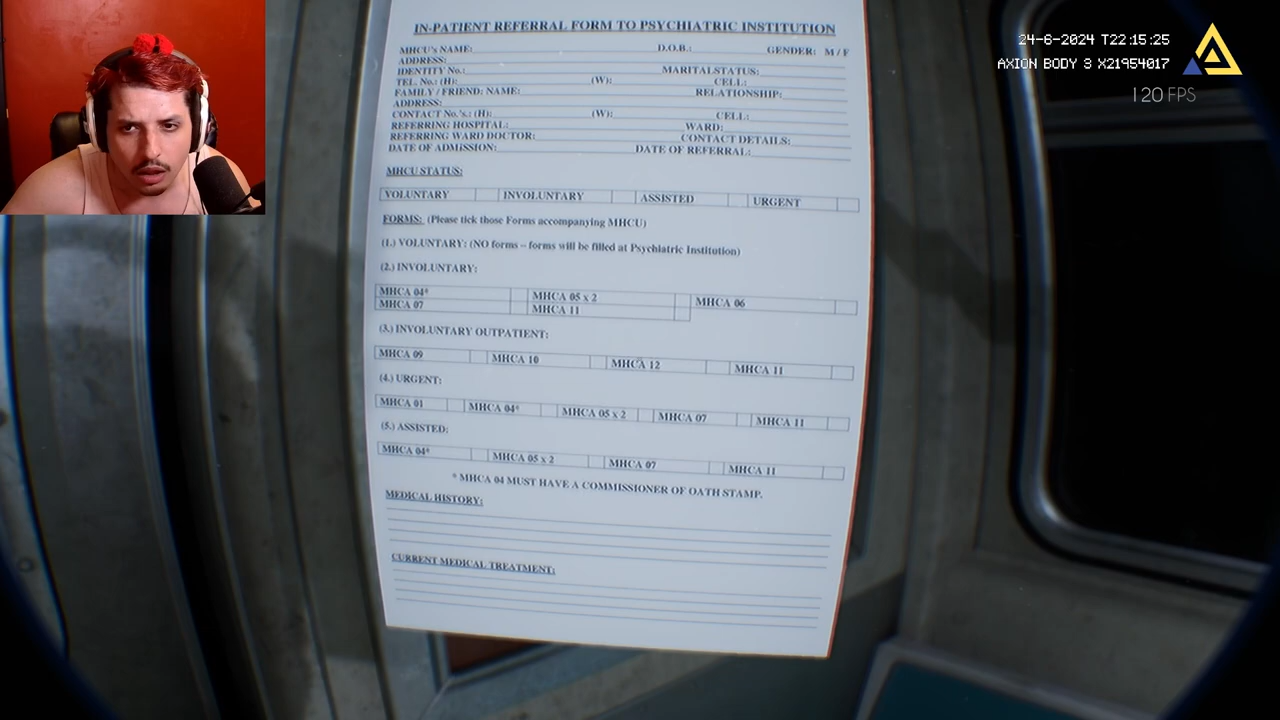 24-6-2024 T22:15:25
AXION BODY 3 X21954017
120 FPS
IN-PATIENT REFERRAL FORM TO PSYCHIATRIC INSTITUTION
MHCU's NAME: D.O.B.: GENDER: M / F
ADDRESS:
IDENTITY No.: MARITALSTATUS:
TEL. No.: (H): (W): CELL:
FAMILY / FRIEND: NAME: RELATIONSHIP:
ADDRESS:
CONTACT No.'s.: (H): (W): CELL:
REFERRING HOSPITAL: WARD:
REFERRING WARD DOCTOR: CONTACT DETAILS:
DATE OF ADMISSION: DATE OF REFERRAL:
MHCU STATUS:
VOLUNTARY INVOLUNTARY ASSISTED URGENT
FORMS: (Please tick those Forms accompanying MHCU)
(1.) VOLUNTARY: (NO forms – forms will be filled at Psychiatric Institution)
(2.) INVOLUNTARY:
MHCA 04* MHCA 05 x 2 MHCA 06
MHCA 07 MHCA 11
(3.) INVOLUNTARY OUTPATIENT:
MHCA 09 MHCA 10 MHCA 12 MHCA 11
(4.) URGENT:
MHCA 01 MHCA 04* MHCA 05 x 2 MHCA 07 MHCA 11
(5.) ASSISTED:
MHCA 04* MHCA 05 x 2 MHCA 07 MHCA 11
* MHCA 04 MUST HAVE A COMMISSIONER OF OATH STAMP.
MEDICAL HISTORY:
CURRENT MEDICAL TREATMENT: